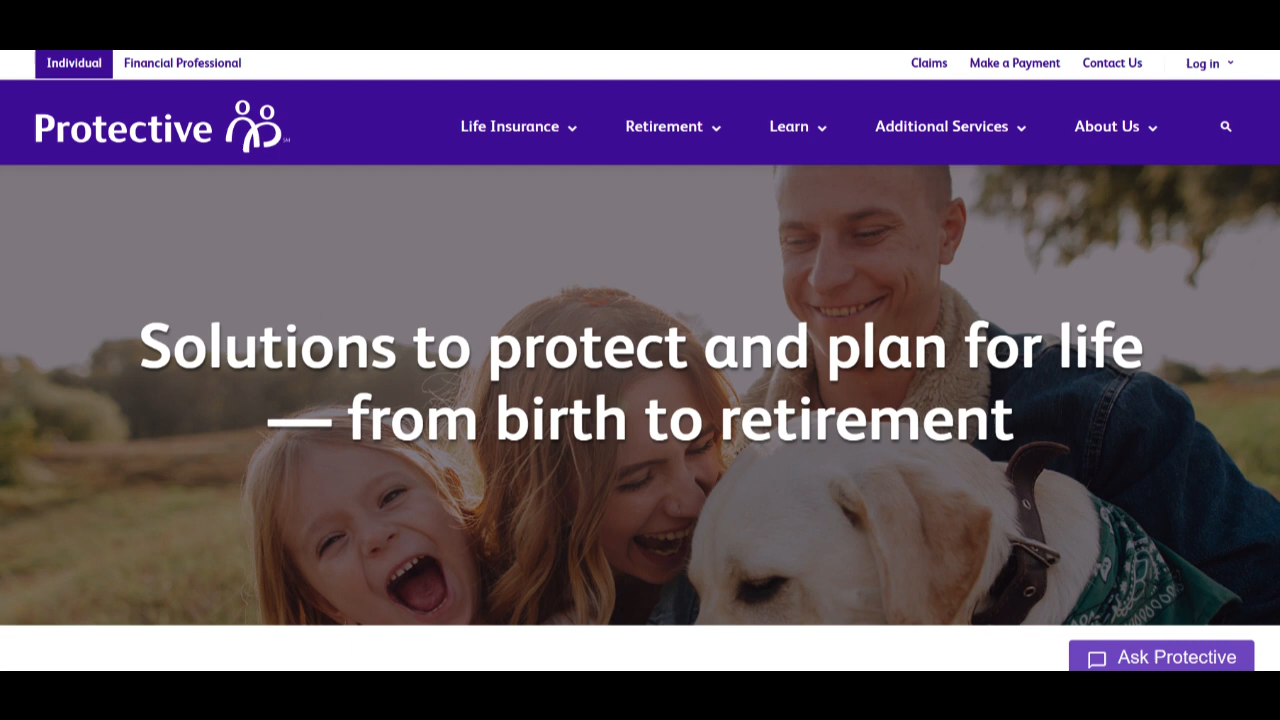 Individual Financial Professional Claims Make a Payment Contact Us Log in
Protective Life Insurance Retirement Learn Additional Services About Us
Solutions to protect and plan for life
— from birth to retirement
Ask Protective